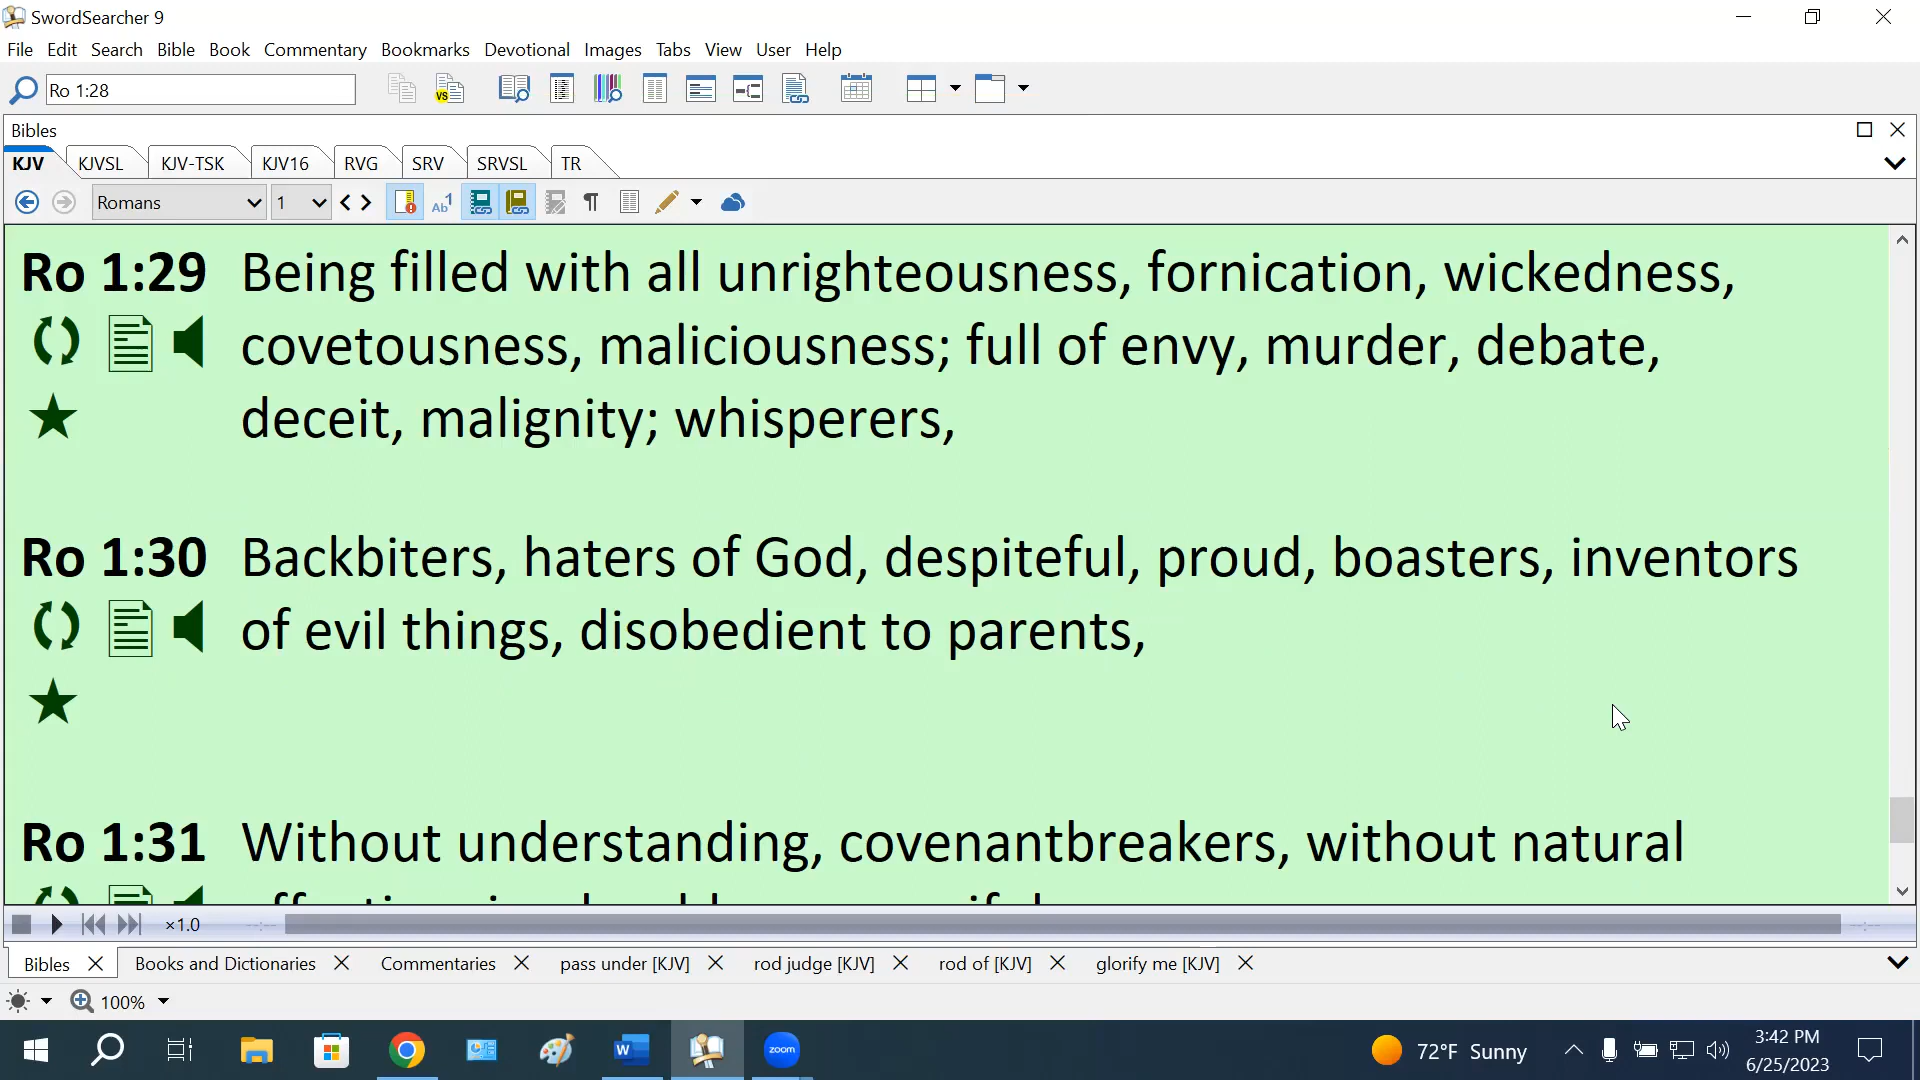 SwordSearcher 9
File Edit Search Bible Book Commentary Bookmarks Devotional Images Tabs View User Help
Ro 1:28
VS
Bibles
KJV KJVSL KJV-TSK KJV16 RVG SRV SRVSL TR
Romans 1 < > Ab1 ¶
Ro 1:29 Being filled with all unrighteousness, fornication, wickedness,
covetousness, maliciousness; full of envy, murder, debate,
deceit, malignity; whisperers,
Ro 1:30 Backbiters, haters of God, despiteful, proud, boasters, inventors
of evil things, disobedient to parents,
Ro 1:31 Without understanding, covenantbreakers, without natural
×1.0 --:-- --:--
Bibles Books and Dictionaries Commentaries pass under [KJV] rod judge [KJV] rod of [KJV] glorify me [KJV]
100%
W zoom 72°F Sunny 3:42 PM
6/25/2023